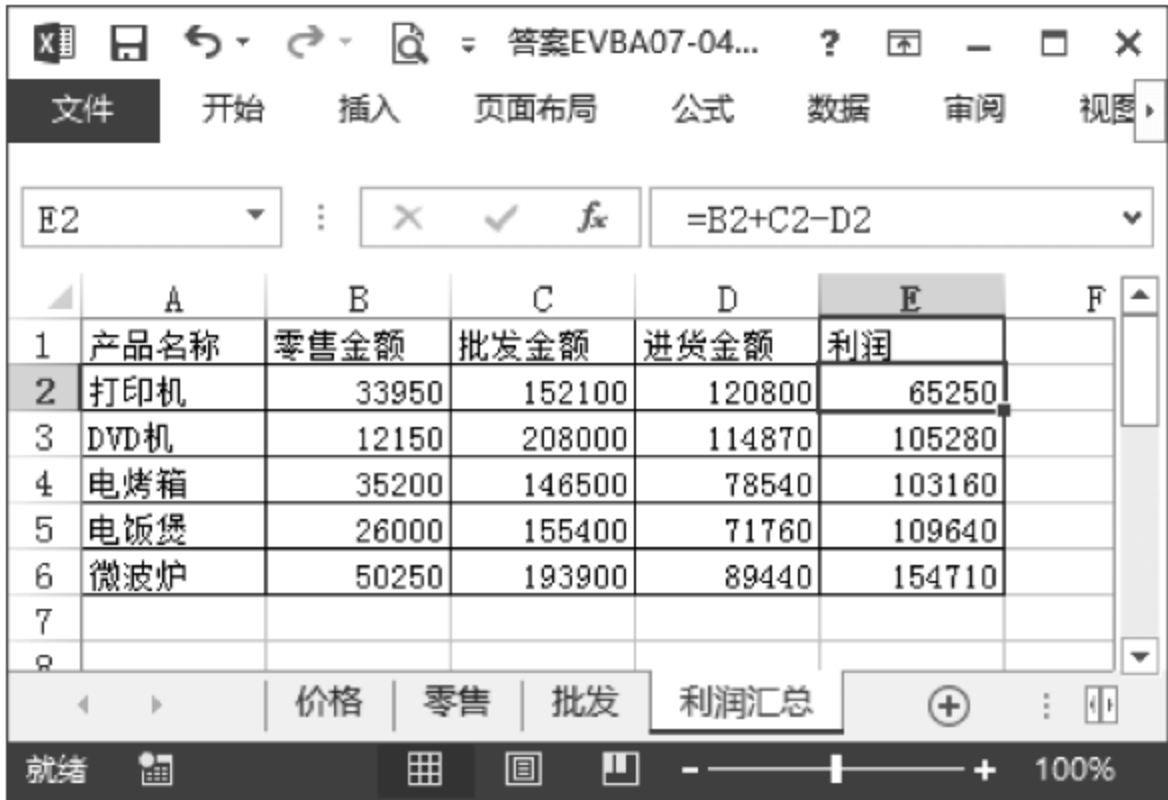 答案EVBA07-04... ?
文件 开始 插入 页面布局 公式 数据 审阅 视图
E2 fx =B2+C2-D2
A B C D E F
1 产品名称 零售金额 批发金额 进货金额 利润
2 打印机 33950 152100 120800 65250
3 DVD机 12150 208000 114870 105280
4 电烤箱 35200 146500 78540 103160
5 电饭煲 26000 155400 71760 109640
6 微波炉 50250 193900 89440 154710
7
8
价格 零售 批发 利润汇总
就绪 100%